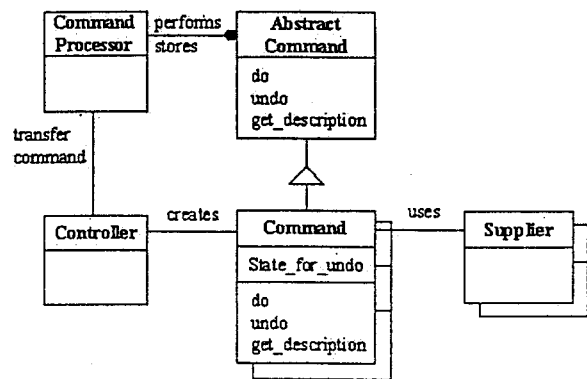 Command
Processor
performs
stores
Abstract
Command
do
undo
get_description
transfer
command
Controller
creates
Command
State_for_undo
do
undo
get_description
uses
Supplier